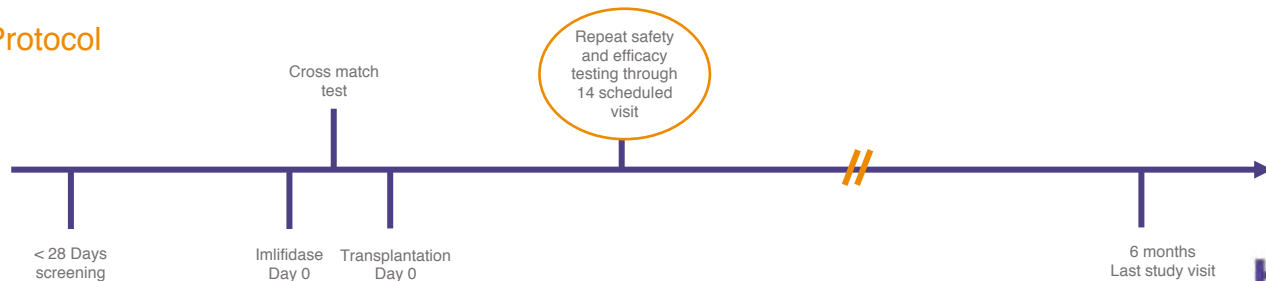 Protocol
Cross match
test
Repeat safety
and efficacy
testing through
14 scheduled
visit
< 28 Days
screening
Imlifidase
Day 0
Transplantation
Day 0
6 months
Last study visit